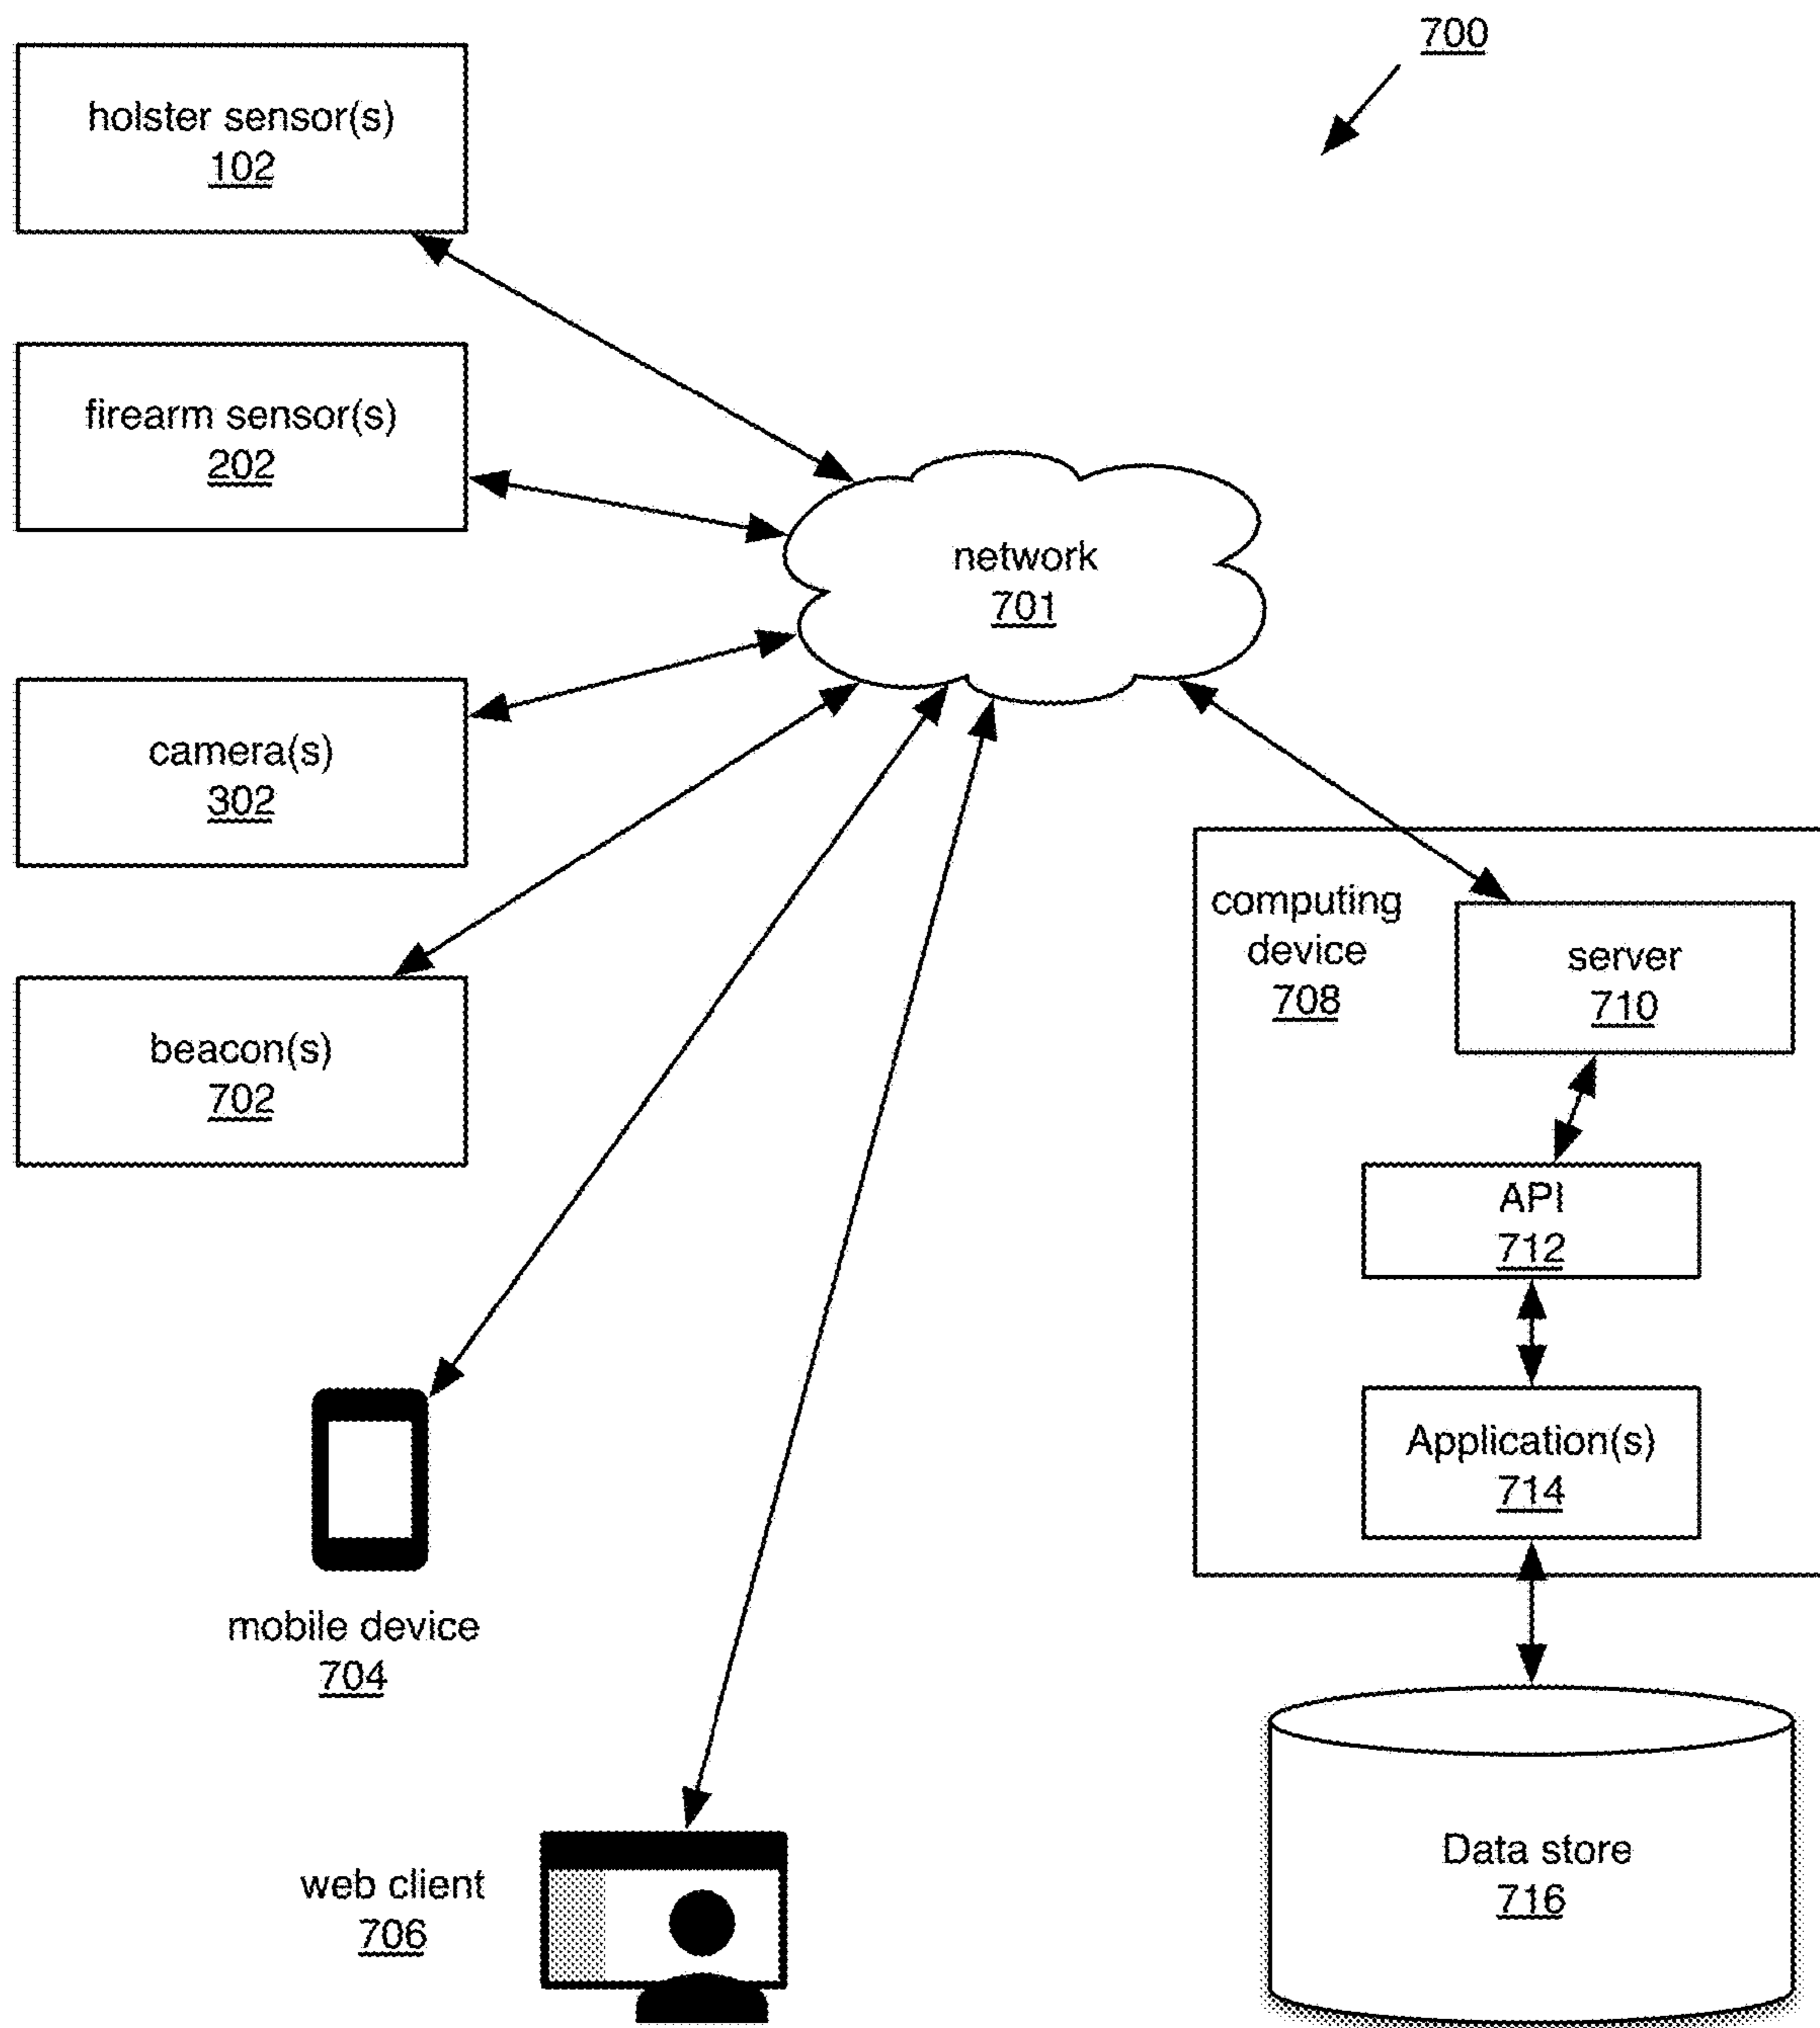 700
holster sensor(s)
102
firearm sensor(s)
202
network
701
camera(s)
302
computing
device
708
server
710
beacon(s)
702
API
712
Application(s)
714
mobile device
704
Data store
716
web client
706